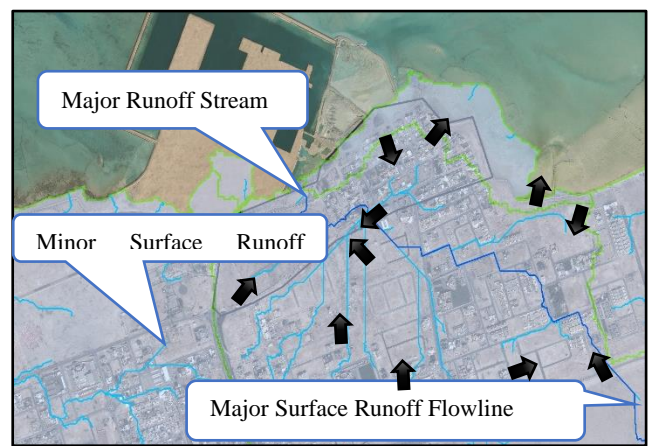 Major Runoff Stream
Minor Surface Runoff
Major Surface Runoff Flowline